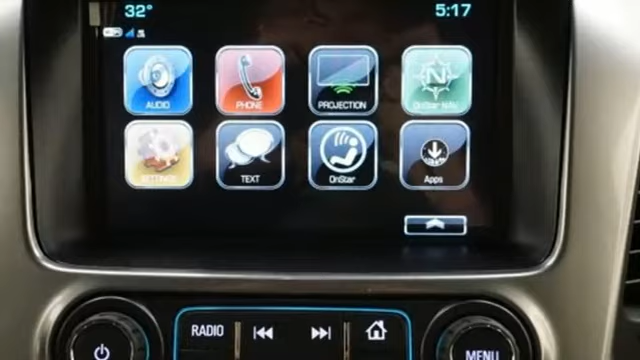 32° 5:17
AUDIO PHONE PROJECTION OnStar NAV
SETTINGS TEXT OnStar Apps
RADIO MENU